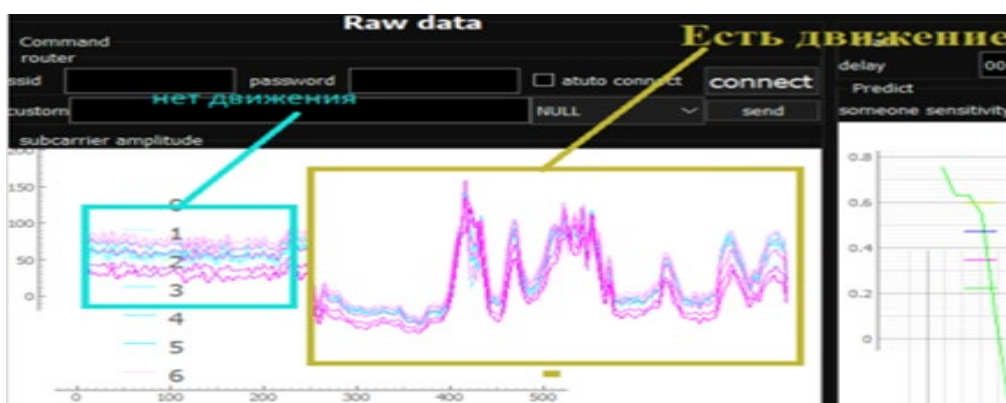 Raw data
Есть движение
Command
router
ssid password atuto connect connect
delay 00
нет движения
custom NULL send
Predict
someone sensitivity
subcarrier amplitude
200
150
100
50
0
0
1
2
3
4
5
6
0 100 200 300 400 500
0.8
0.6
0.4
0.2
0